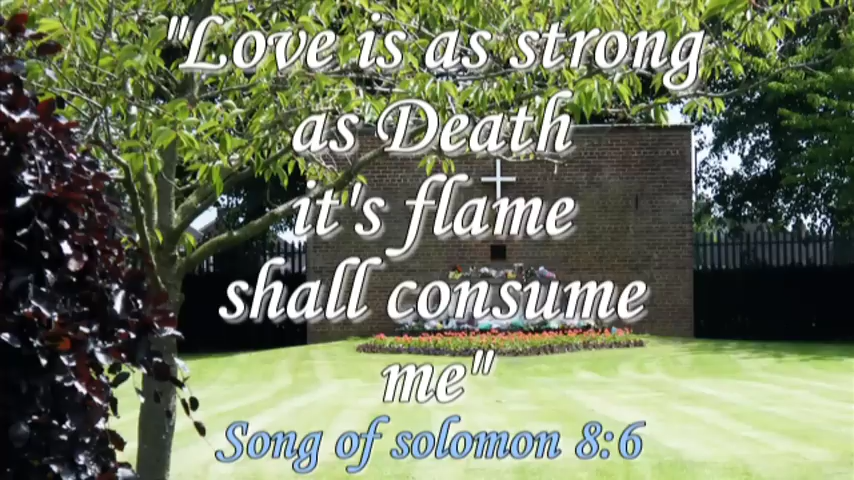 "Love is as strong
as Death
it's flame
shall consume
me"
Song of solomon 8:6